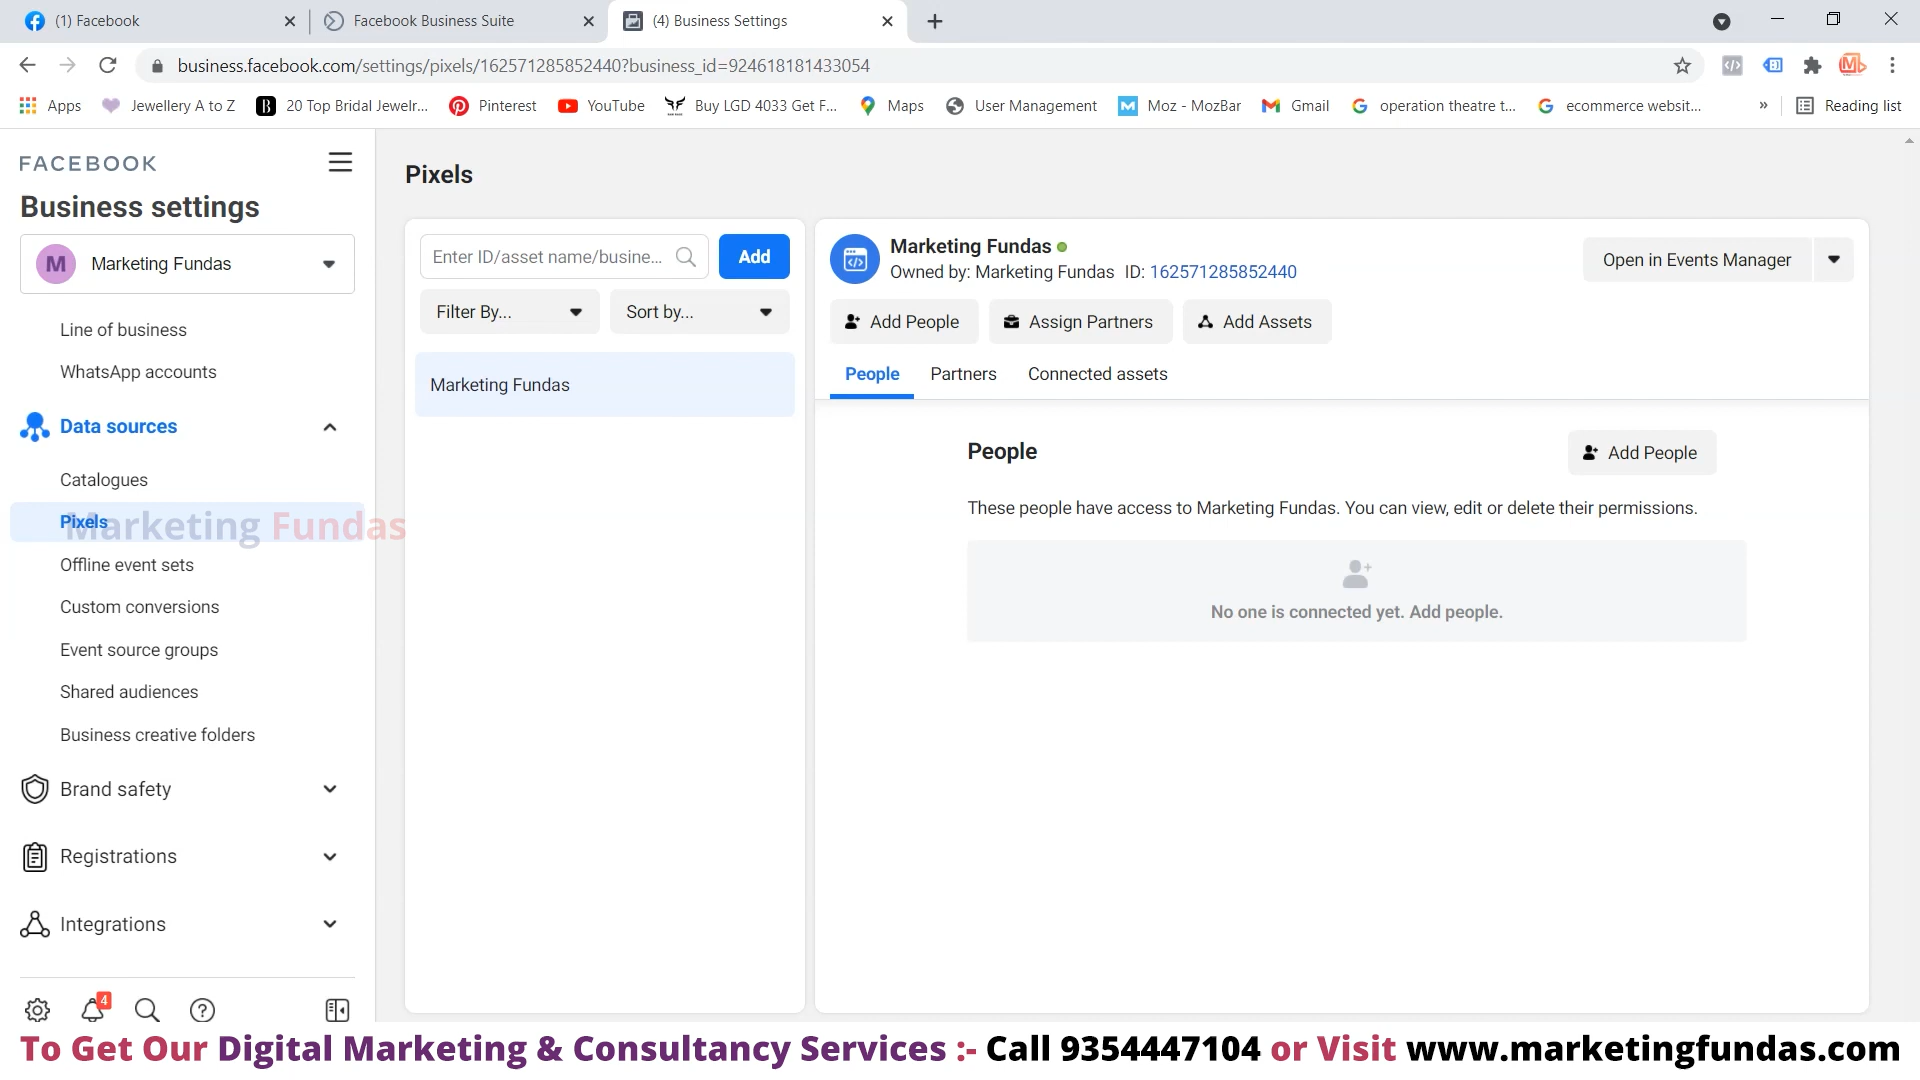 (1) Facebook
Facebook Business Suite
(4) Business Settings
business.facebook.com/settings/pixels/162571285852440?business_id=924618181433054
Apps
Jewellery A to Z
20 Top Bridal Jewelr...
Pinterest
YouTube
Buy LGD 4033 Get F...
Maps
User Management
Moz - MozBar
Gmail
operation theatre t...
ecommerce websit...
»
Reading list
FACEBOOK
Business settings
M
Marketing Fundas
Line of business
WhatsApp accounts
Data sources
Catalogues
Pixels
Marketing Fundas
Offline event sets
Custom conversions
Event source groups
Shared audiences
Business creative folders
Brand safety
Registrations
Integrations
4
Pixels
Enter ID/asset name/busine...
Add
Filter By...
Sort by...
Marketing Fundas
Marketing Fundas
Owned by: Marketing Fundas ID: 162571285852440
Open in Events Manager
Add People
Assign Partners
Add Assets
People
Partners
Connected assets
People
Add People
These people have access to Marketing Fundas. You can view, edit or delete their permissions.
No one is connected yet. Add people.
To Get Our Digital Marketing & Consultancy Services :- Call 9354447104 or Visit www.marketingfundas.com